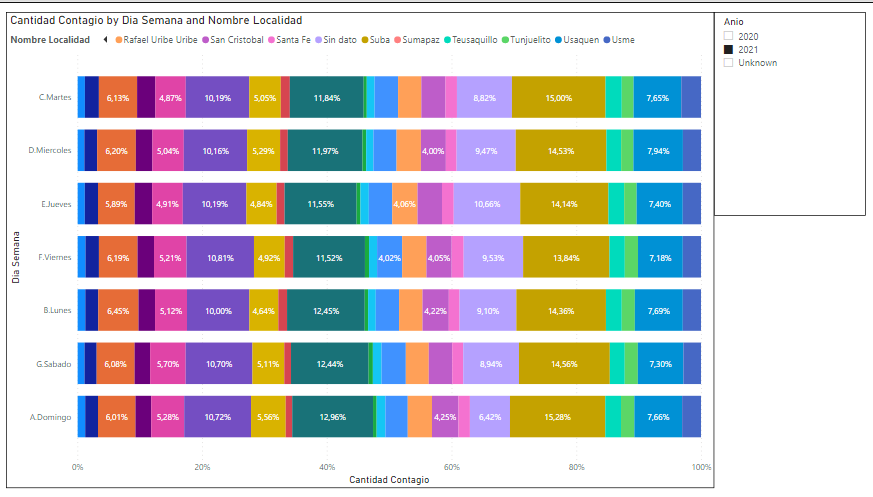 Cantidad Contagio by Dia Semana and Nombre Localidad
Nombre Localidad Rafael Uribe Uribe San Cristobal Santa Fe Sin dato Suba Sumapaz Teusaquillo Tunjuelito Usaquen Usme
Anio
2020
2021
Unknown
Dia Semana
C.Martes 6,13% 4,87% 10,19% 5,05% 11,84% 8,82% 15,00% 7,65%
D.Miercoles 6,20% 5,04% 10,16% 5,29% 11,97% 4,00% 9,47% 14,53% 7,94%
E.Jueves 5,89% 4,91% 10,19% 4,84% 11,55% 4,06% 10,66% 14,14% 7,40%
F.Viernes 6,19% 5,21% 10,81% 4,92% 11,52% 4,02% 4,05% 9,53% 13,84% 7,18%
B.Lunes 6,45% 5,12% 10,00% 4,64% 12,45% 4,22% 9,10% 14,36% 7,69%
G.Sabado 6,08% 5,70% 10,70% 5,11% 12,44% 8,94% 14,56% 7,30%
A.Domingo 6,01% 5,28% 10,72% 5,56% 12,96% 4,25% 6,42% 15,28% 7,66%
0% 20% 40% 60% 80% 100%
Cantidad Contagio